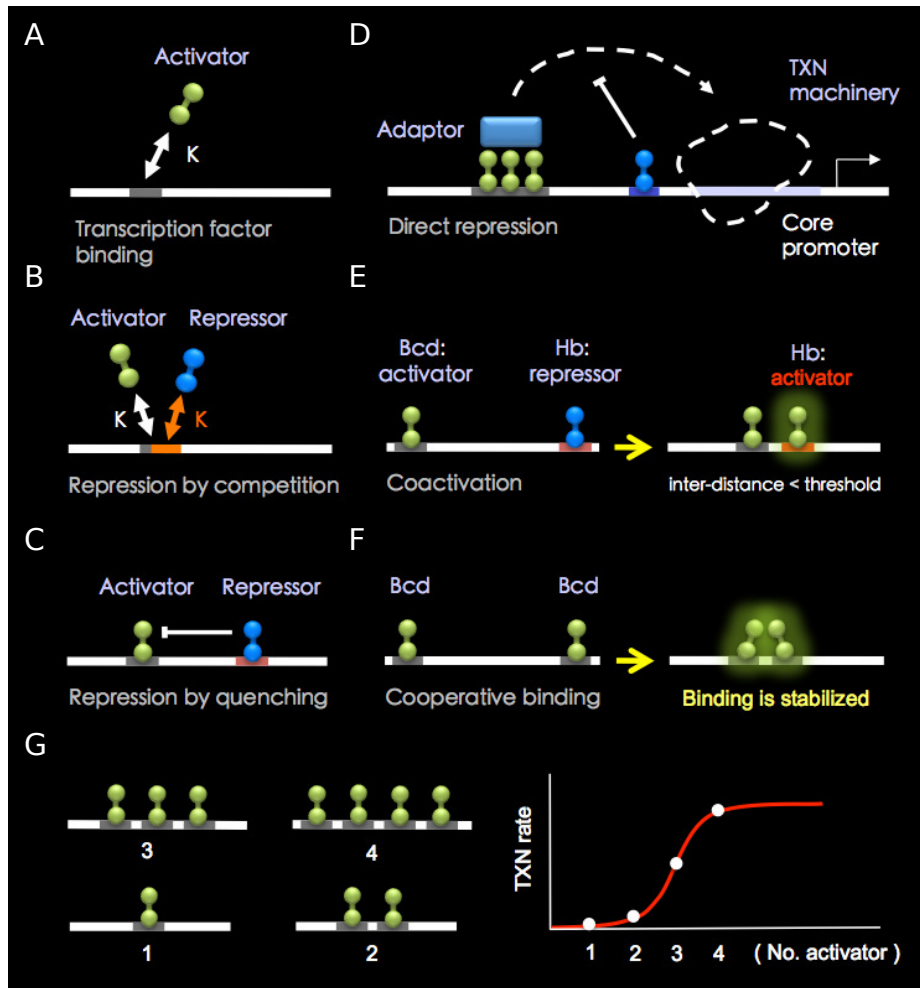 A
Activator
K
Transcription factor
binding
B
Activator
Repressor
K
K
Repression by competition
C
Activator
Repressor
Repression by quenching
D
TXN
machinery
Adaptor
Direct repression
Core
promoter
E
Bcd:
activator
Hb:
repressor
Hb:
activator
Coactivation
inter-distance < threshold
F
Bcd
Bcd
Cooperative binding
Binding is stabilized
G
3
4
1
2
TXN rate
1 2 3 4 ( No. activator )